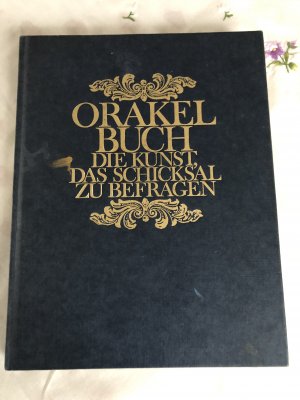 ORAKEL
BUCH
DIE KUNST,
DAS SCHICKSAL
ZU BEFRAGEN